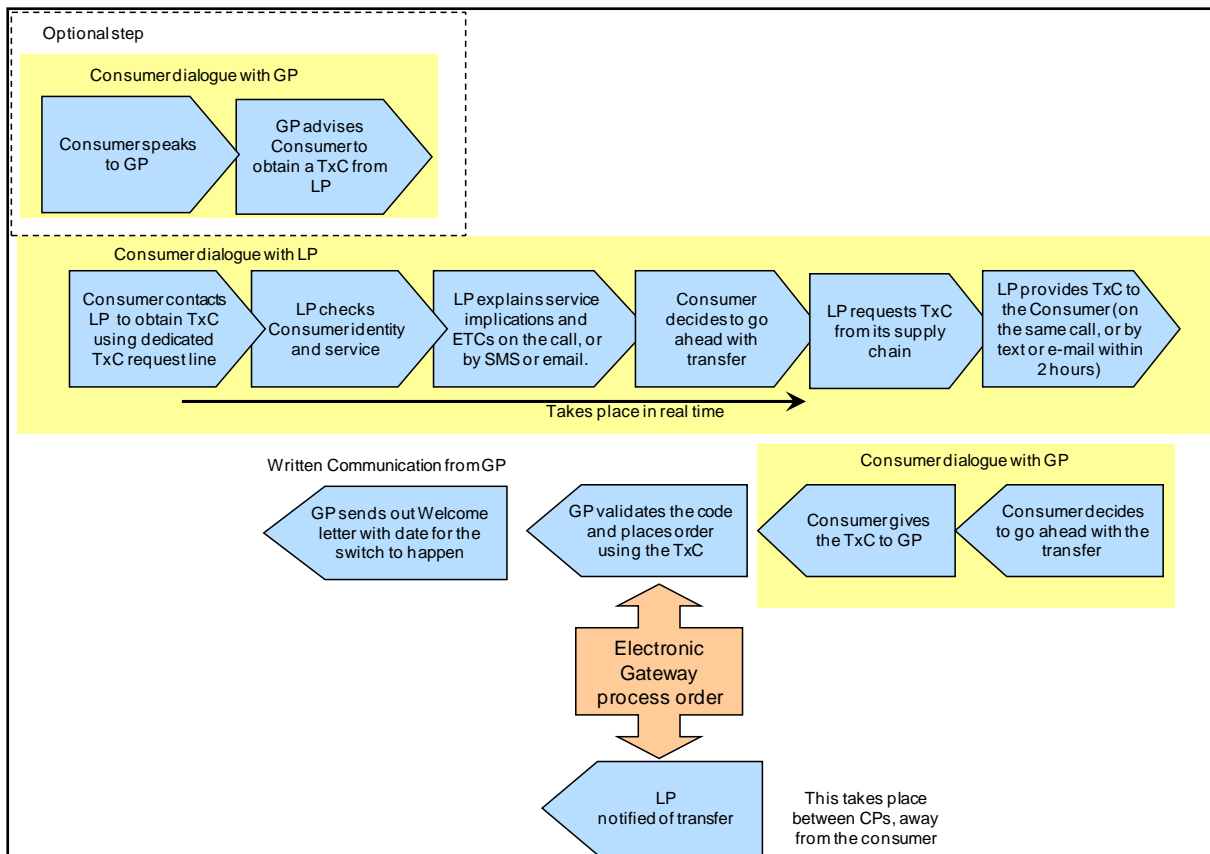 Optional step
Consumer dialogue with GP
Consumer speaks
to GP
GP advises
Consumer to
obtain a TxC from
LP
Consumer dialogue with LP
Consumer contacts
LP to obtain TxC
using dedicated
TxC request line
LP checks
Consumer identity
and service
LP explains service
implications and
ETCs on the call, or
by SMS or email.
Consumer
decides to go
ahead with
transfer
LP requests TxC
from its supply
chain
LP provides TxC to
the Consumer (on
the same call, or by
text or e-mail within
2 hours)
Takes place in real time
Consumer dialogue with GP
Consumer decides
to go ahead with the
transfer
Consumer gives
the TxC to GP
GP validates the code
and places order
using the TxC
Written Communication from GP
GP sends out Welcome
letter with date for the
switch to happen
Electronic
Gateway
process order
LP
notified of transfer
This takes place
between CPs, away
from the consumer